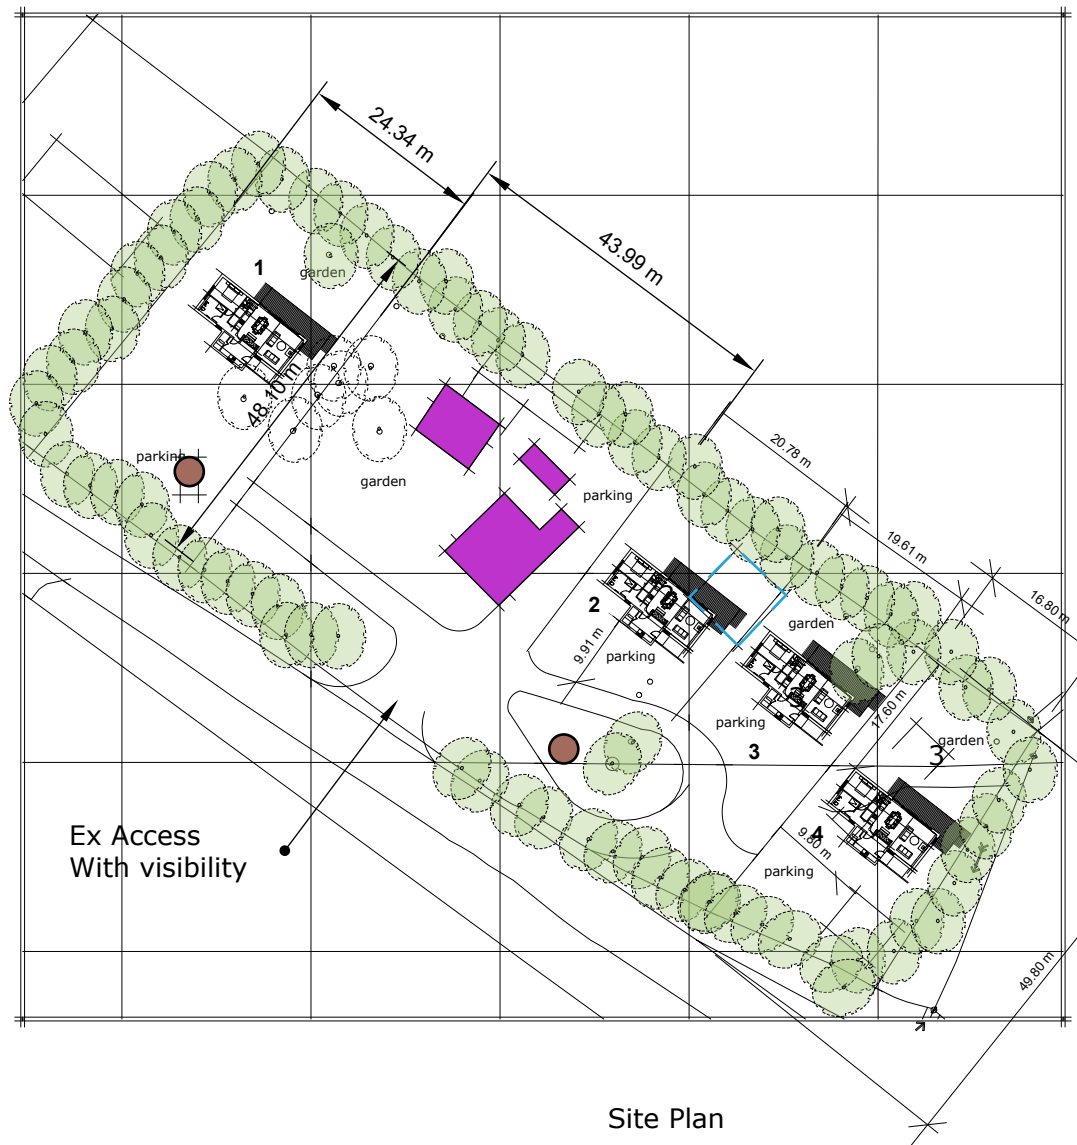 24.34 m
43.99 m
1
garden
48.10 m
20.78 m
parking
garden
parking
19.61 m
16.80 m
2
9.91 m
garden
parking
17.60 m
parking
3
3
garden
Ex Access
With visibility
4
9.80 m
parking
49.80 m
Site Plan